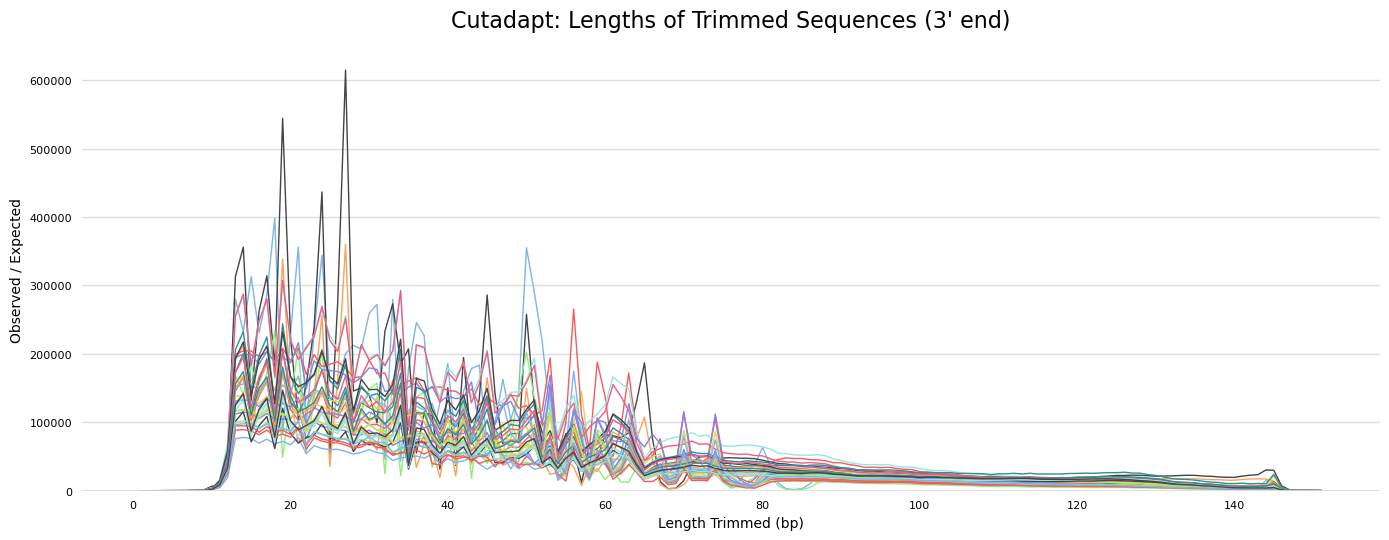 Cutadapt: Lengths of Trimmed Sequences (3' end)
Observed / Expected
600000
500000
400000
300000
200000
100000
0
0 20 40 60 80 100 120 140
Length Trimmed (bp)